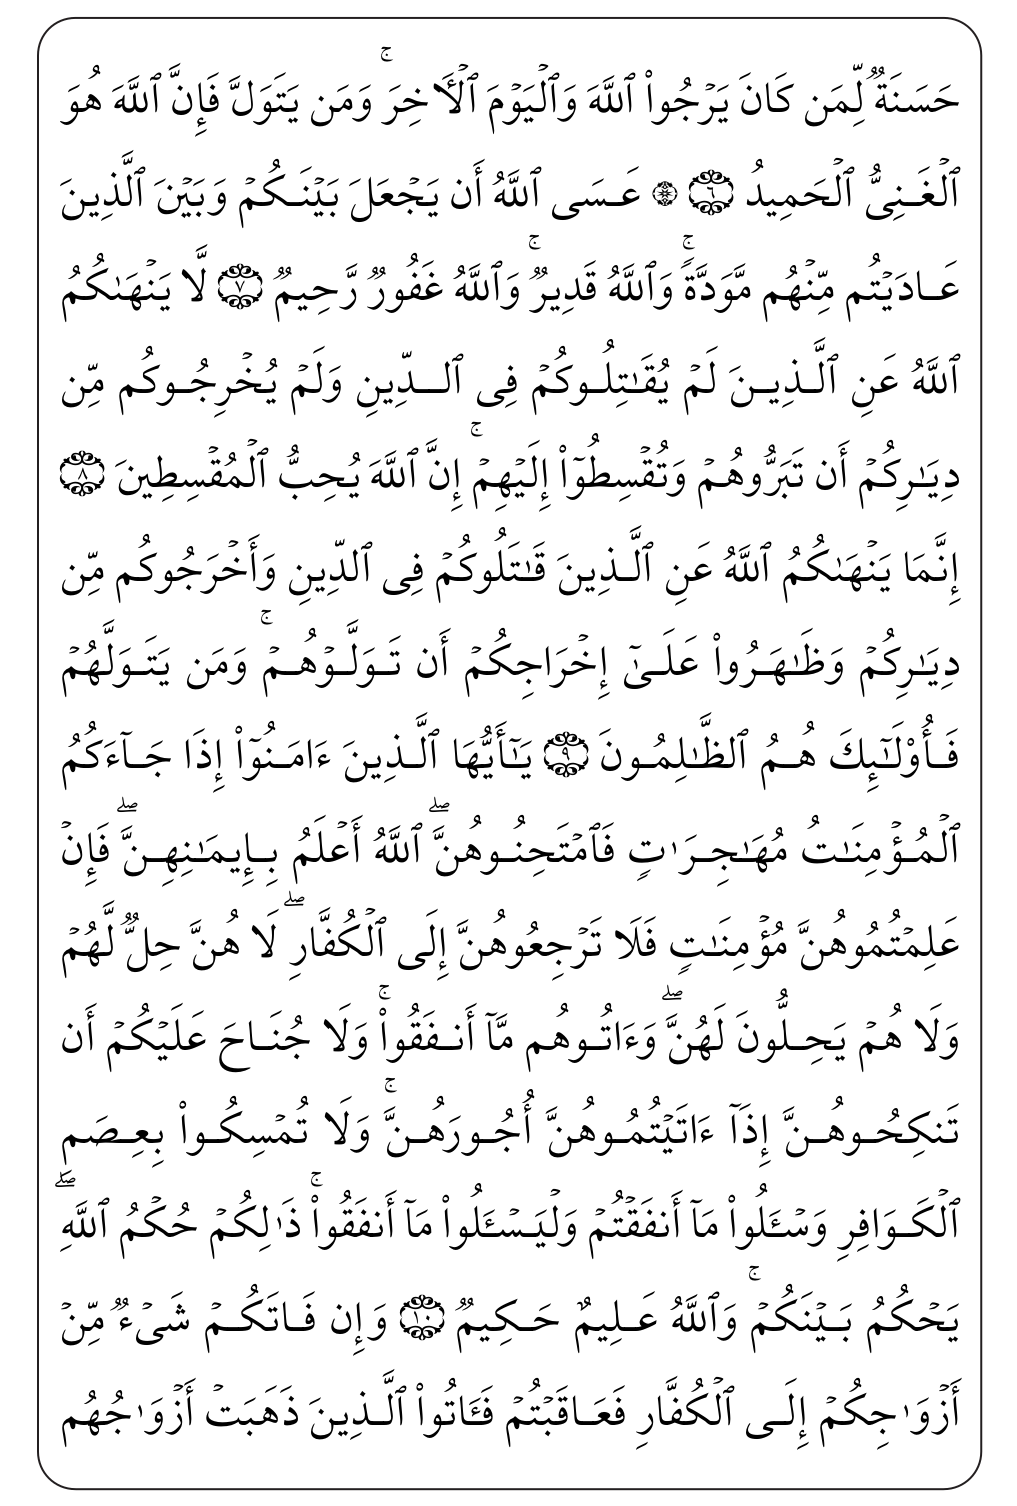 حَسَنَةٌ لِّمَن كَانَ يَرۡجُواْ ٱللَّهَ وَٱلۡيَوۡمَ ٱلۡأٓخِرَۚ وَمَن يَتَوَلَّ فَإِنَّ ٱللَّهَ هُوَ
ٱلۡغَنِىُّ ٱلۡحَمِيدُ ٦ ۞ عَسَى ٱللَّهُ أَن يَجۡعَلَ بَيۡنَكُمۡ وَبَيۡنَ ٱلَّذِينَ
عَادَيۡتُم مِّنۡهُم مَّوَدَّةًۚ وَٱللَّهُ قَدِيرٌۚ وَٱللَّهُ غَفُورٌ رَّحِيمٌ ٧ لَّا يَنۡهَىٰكُمُ
ٱللَّهُ عَنِ ٱلَّذِينَ لَمۡ يُقَٰتِلُوكُمۡ فِى ٱلدِّينِ وَلَمۡ يُخۡرِجُوكُم مِّن
دِيَٰرِكُمۡ أَن تَبَرُّوهُمۡ وَتُقۡسِطُوٓاْ إِلَيۡهِمۡۚ إِنَّ ٱللَّهَ يُحِبُّ ٱلۡمُقۡسِطِينَ ٨
إِنَّمَا يَنۡهَىٰكُمُ ٱللَّهُ عَنِ ٱلَّذِينَ قَٰتَلُوكُمۡ فِى ٱلدِّينِ وَأَخۡرَجُوكُم مِّن
دِيَٰرِكُمۡ وَظَٰهَرُواْ عَلَىٰٓ إِخۡرَاجِكُمۡ أَن تَوَلَّوۡهُمۡۚ وَمَن يَتَوَلَّهُمۡ
فَأُوْلَٰٓئِكَ هُمُ ٱلظَّٰلِمُونَ ٩ يَٰٓأَيُّهَا ٱلَّذِينَ ءَامَنُوٓاْ إِذَا جَآءَكُمُ
ٱلۡمُؤۡمِنَٰتُ مُهَٰجِرَٰتٍ فَٱمۡتَحِنُوهُنَّۖ ٱللَّهُ أَعۡلَمُ بِإِيمَٰنِهِنَّۖ فَإِنۡ
عَلِمۡتُمُوهُنَّ مُؤۡمِنَٰتٍ فَلَا تَرۡجِعُوهُنَّ إِلَى ٱلۡكُفَّارِۖ لَا هُنَّ حِلٌّ لَّهُمۡ
وَلَا هُمۡ يَحِلُّونَ لَهُنَّۖ وَءَاتُوهُم مَّآ أَنفَقُواْۚ وَلَا جُنَاحَ عَلَيۡكُمۡ أَن
تَنكِحُوهُنَّ إِذَآ ءَاتَيۡتُمُوهُنَّ أُجُورَهُنَّۚ وَلَا تُمۡسِكُواْ بِعِصَمِ
ٱلۡكَوَافِرِ وَسۡـَٔلُواْ مَآ أَنفَقۡتُمۡ وَلۡيَسۡـَٔلُواْ مَآ أَنفَقُواْۚ ذَٰلِكُمۡ حُكۡمُ ٱللَّهِۖ
يَحۡكُمُ بَيۡنَكُمۡۚ وَٱللَّهُ عَلِيمٌ حَكِيمٌ ١٠ وَإِن فَاتَكُمۡ شَىۡءٌ مِّنۡ
أَزۡوَٰجِكُمۡ إِلَى ٱلۡكُفَّارِ فَعَاقَبۡتُمۡ فَـَٔاتُواْ ٱلَّذِينَ ذَهَبَتۡ أَزۡوَٰجُهُم